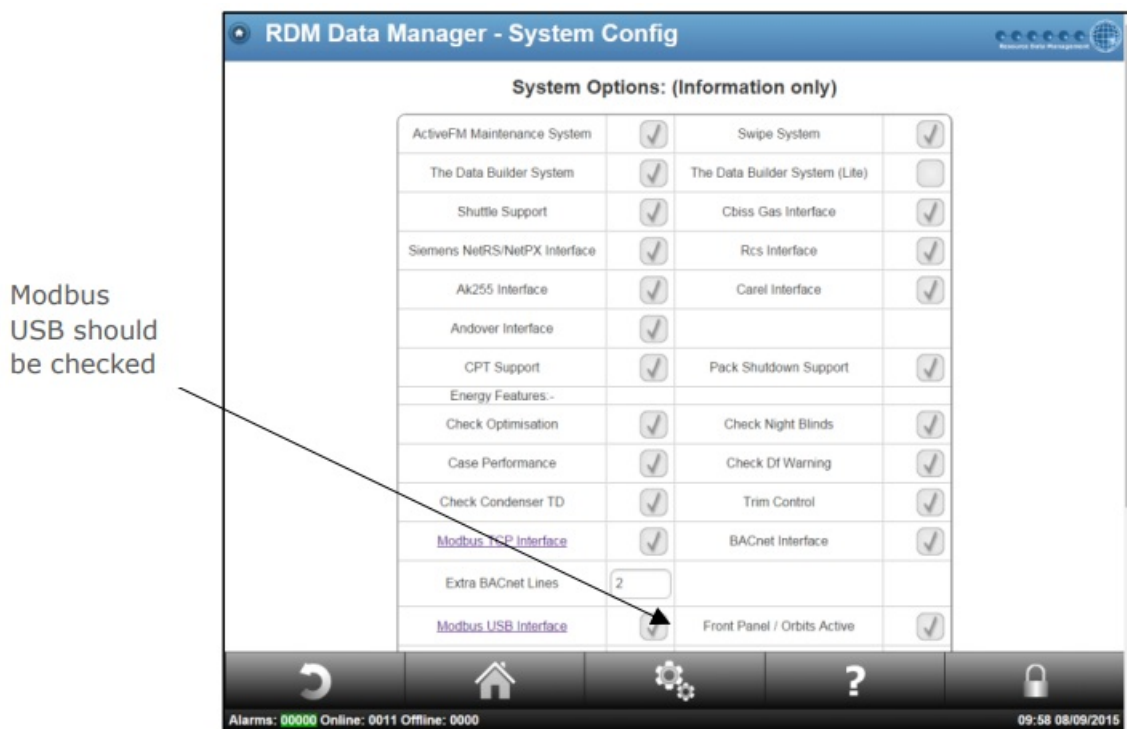 RDM Data Manager - System Config
Resource Data Management
System Options: (Information only)
ActiveFM Maintenance System Swipe System
The Data Builder System The Data Builder System (Lite)
Shuttle Support Cbiss Gas Interface
Siemens NetRS/NetPX Interface Rcs Interface
Ak255 Interface Carel Interface
Andover Interface
CPT Support Pack Shutdown Support
Energy Features:-
Check Optimisation Check Night Blinds
Case Performance Check Df Warning
Check Condenser TD Trim Control
Modbus TCP Interface BACnet Interface
Extra BACnet Lines 2
Modbus USB Interface Front Panel / Orbits Active
Modbus
USB should
be checked
?
Alarms: 00000 Online: 0011 Offline: 0000 09:58 08/09/2015